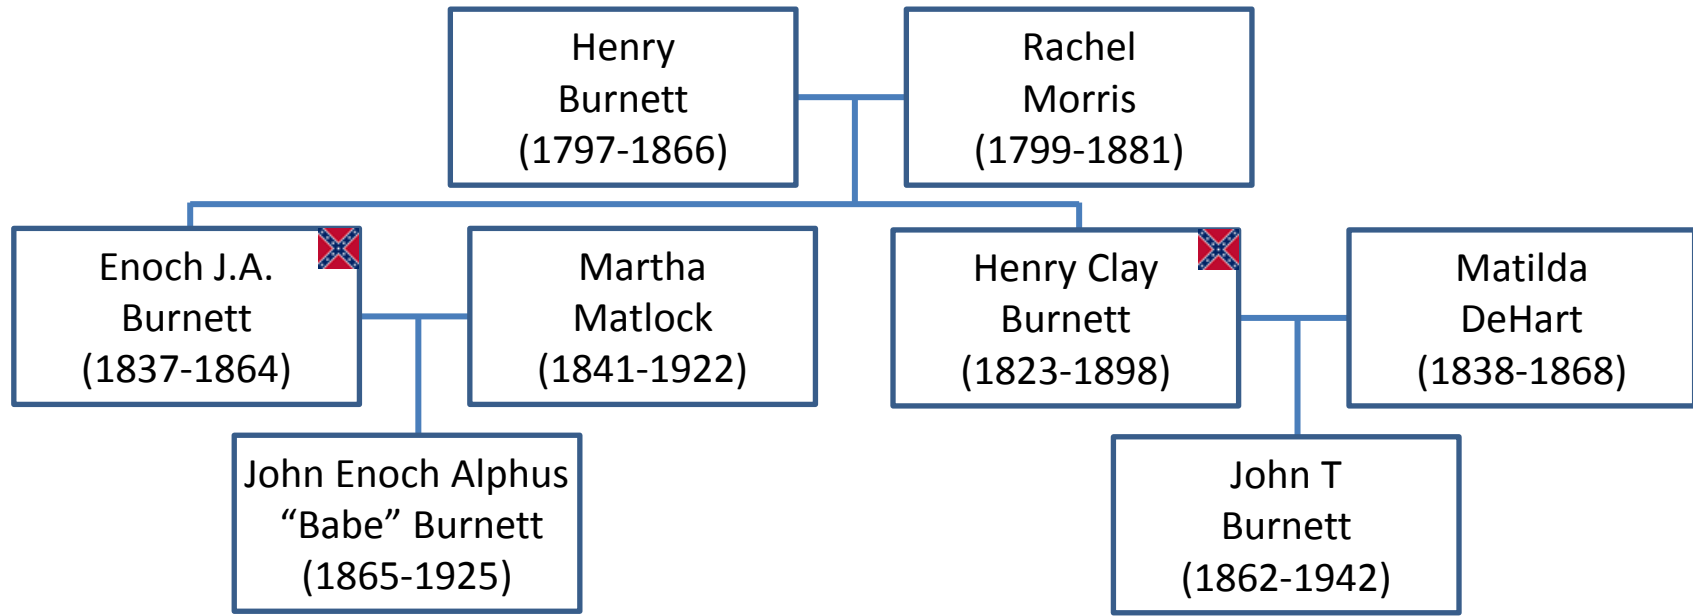 Henry
Burnett
(1797-1866)
Rachel
Morris
(1799-1881)
Enoch J.A.
Burnett
(1837-1864)
Martha
Matlock
(1841-1922)
Henry Clay
Burnett
(1823-1898)
Matilda
DeHart
(1838-1868)
John Enoch Alphus
“Babe” Burnett
(1865-1925)
John T
Burnett
(1862-1942)